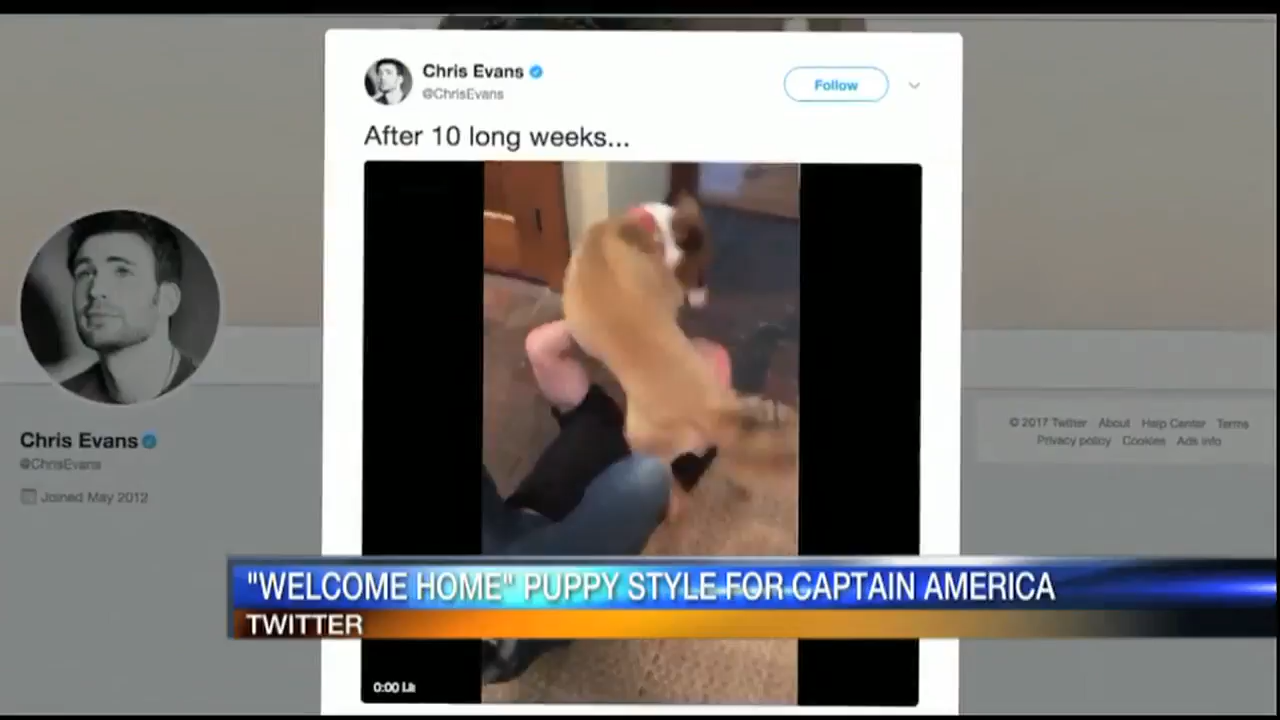 Chris Evans
@ChrisEvans
Follow
After 10 long weeks...
Chris Evans
@ChrisEvans
Joined May 2012
© 2017 Twitter About Help Center Terms
Privacy policy Cookies Ads info
"WELCOME HOME" PUPPY STYLE FOR CAPTAIN AMERICA
TWITTER
0:00